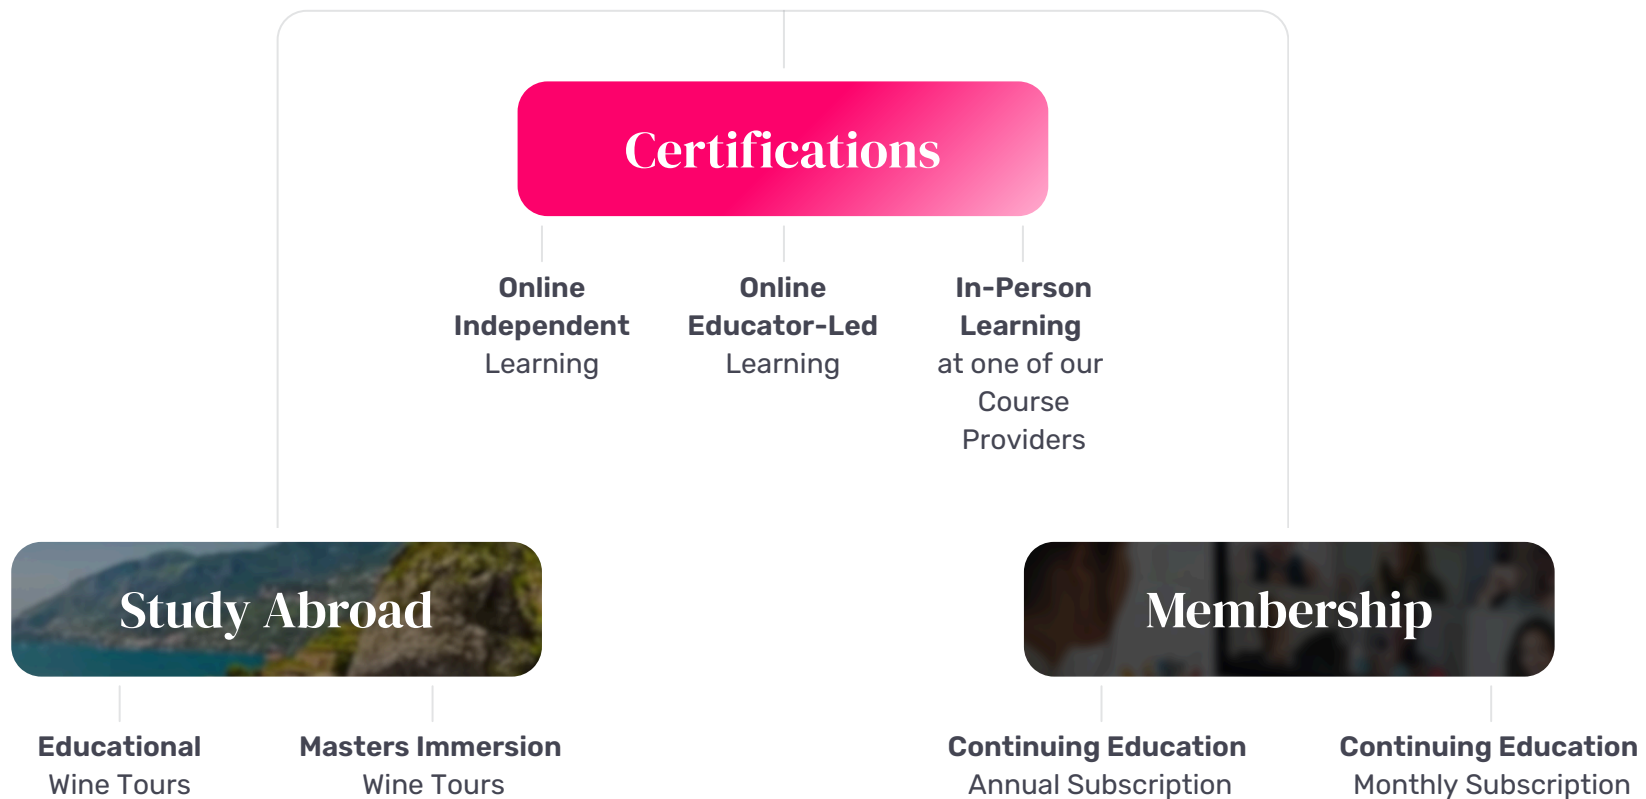 Certifications
Online
Independent
Learning
Online
Educator-Led
Learning
In-Person
Learning
at one of our
Course
Providers
Study Abroad
Educational
Wine Tours
Masters Immersion
Wine Tours
Membership
Continuing Education
Annual Subscription
Continuing Education
Monthly Subscription